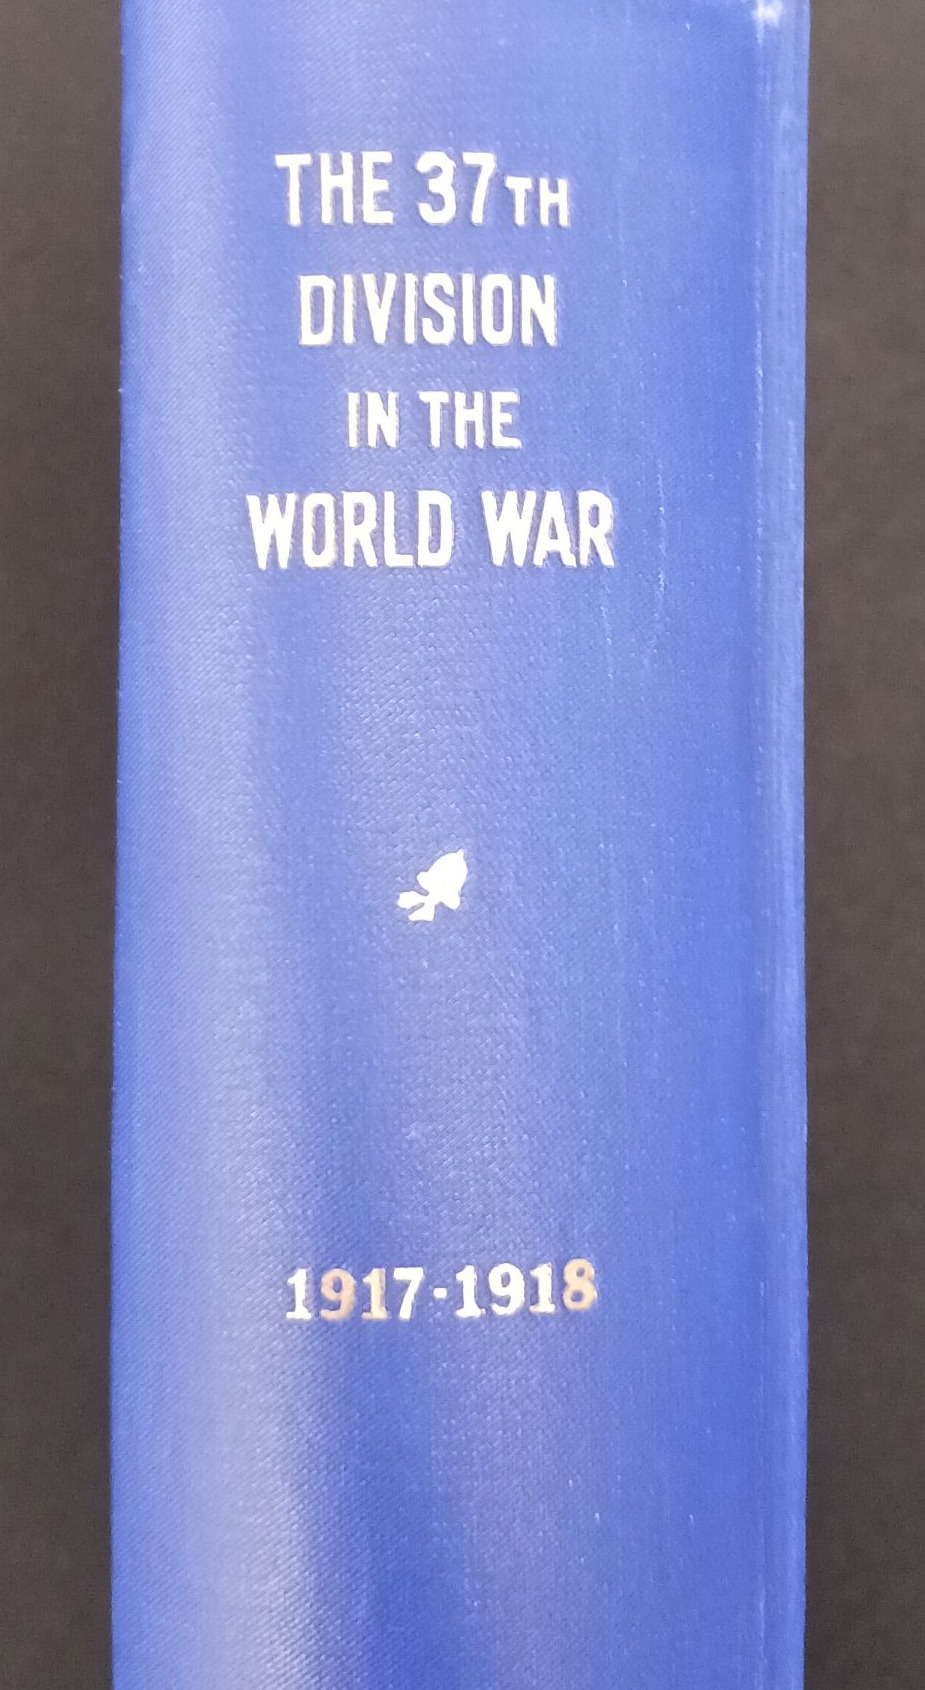 THE 37TH
DIVISION
IN THE
WORLD WAR
1917-1918